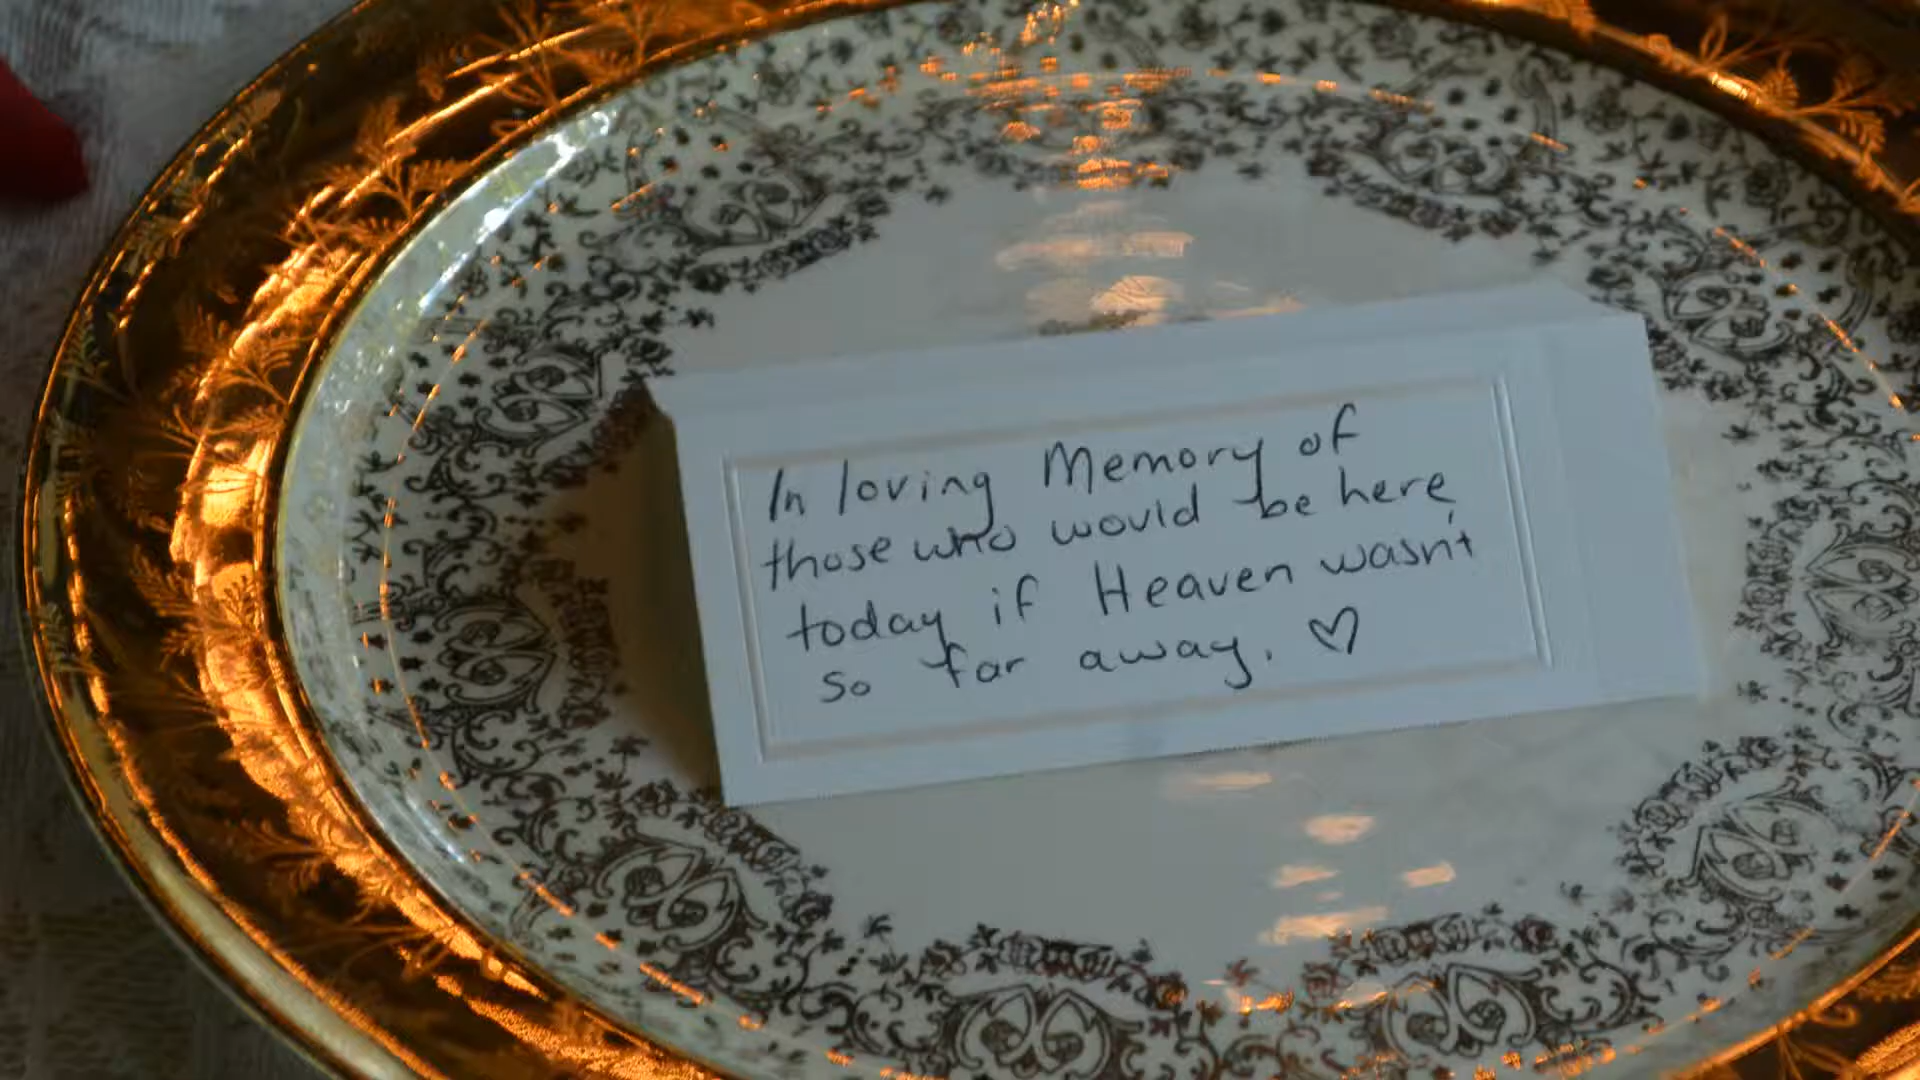 In loving Memory of
those who would be here
today if Heaven wasn't
so far away. ♡